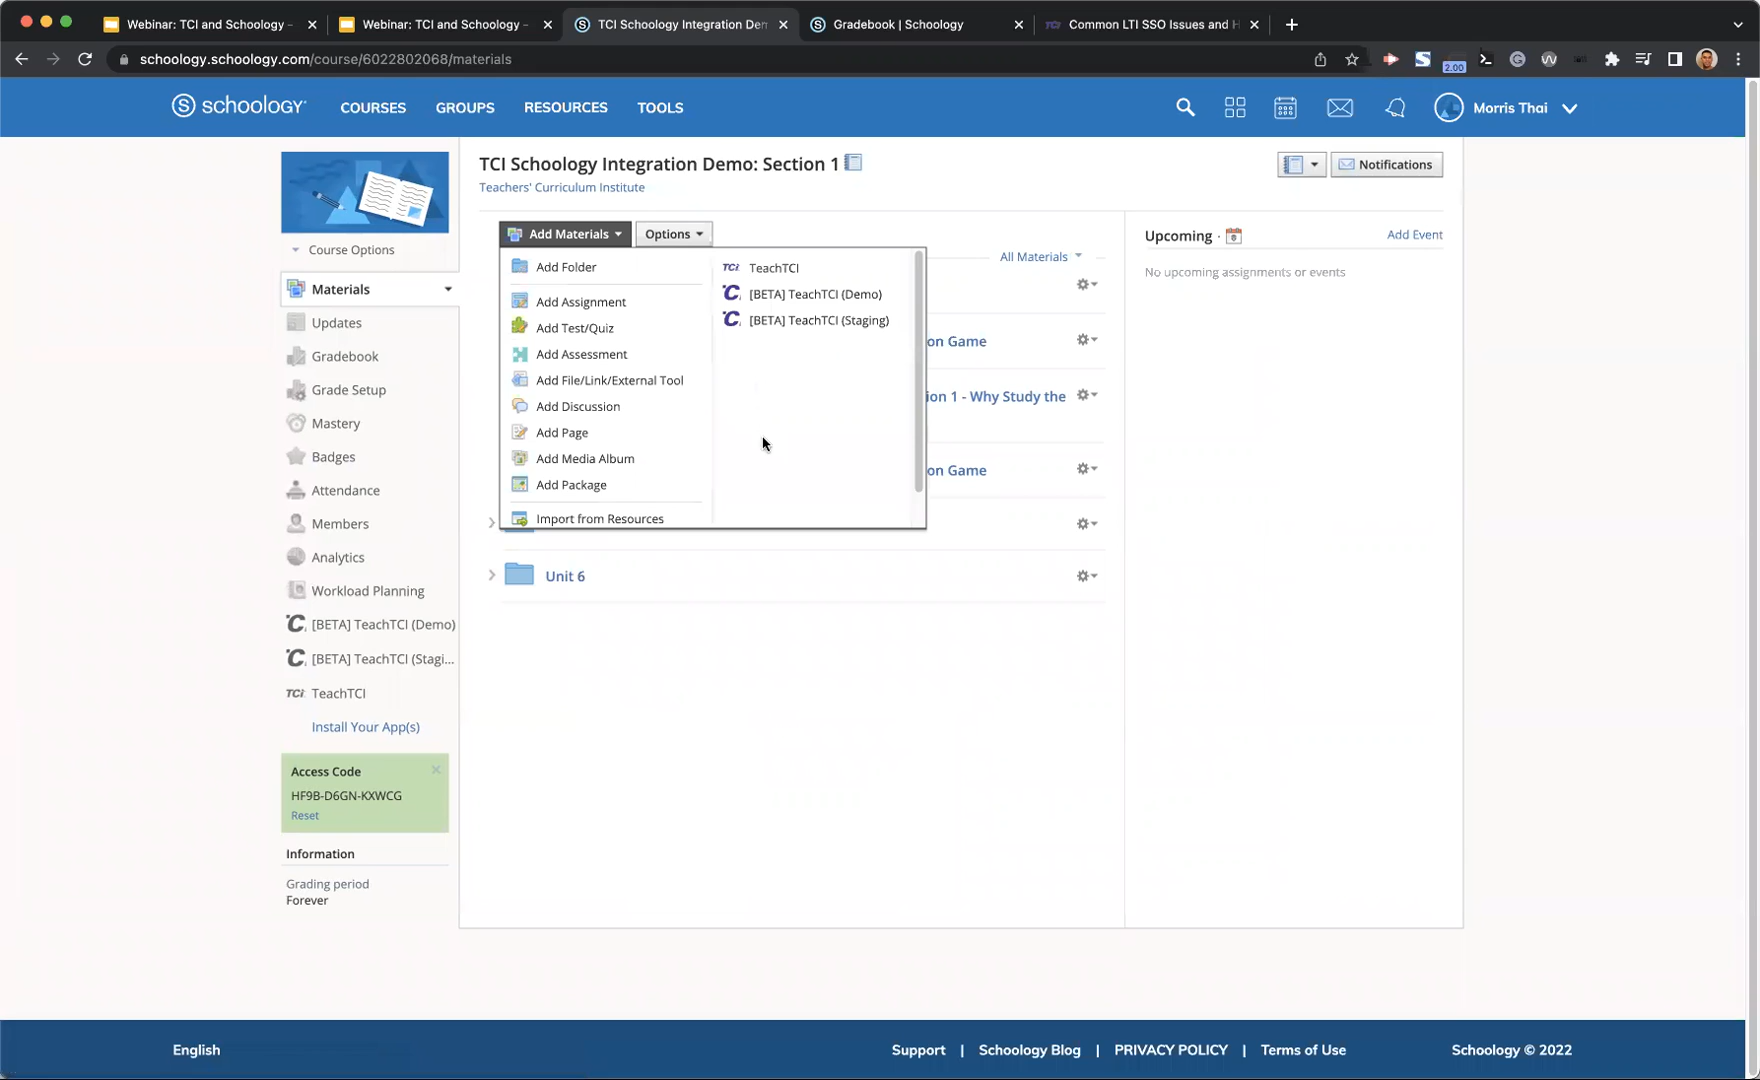 Webinar: TCI and Schoology -
Webinar: TCI and Schoology -
TCI Schoology Integration Dem
Gradebook | Schoology
TCi Common LTI SSO Issues and H
schoology.schoology.com/course/6022802068/materials
2.00
S schoology
COURSES
GROUPS
RESOURCES
TOOLS
Morris Thai
TCI Schoology Integration Demo: Section 1
Teachers' Curriculum Institute
Notifications
Course Options
Materials
Updates
Gradebook
Grade Setup
Mastery
Badges
Attendance
Members
Analytics
Workload Planning
[BETA] TeachTCI (Demo)
[BETA] TeachTCI (Stagi...
TCi TeachTCI
Install Your App(s)
Access Code
HF9B-D6GN-KXWCG
Reset
Information
Grading period
Forever
Add Materials
Options
Add Folder
Add Assignment
Add Test/Quiz
Add Assessment
Add File/Link/External Tool
Add Discussion
Add Page
Add Media Album
Add Package
Import from Resources
TCi TeachTCI
[BETA] TeachTCI (Demo)
[BETA] TeachTCI (Staging)
All Materials
on Game
ion 1 - Why Study the
on Game
Unit 6
Upcoming ·
Add Event
No upcoming assignments or events
English
Support | Schoology Blog | PRIVACY POLICY | Terms of Use
Schoology © 2022